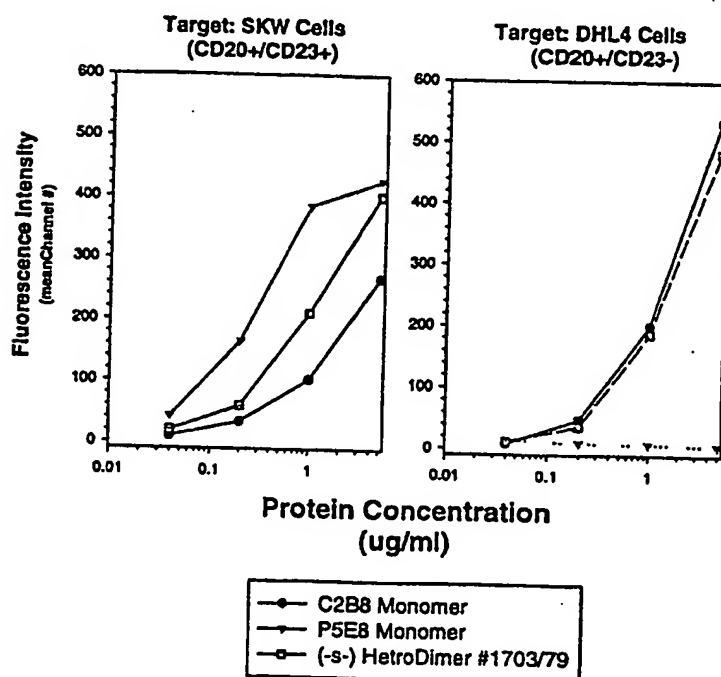 Target: SKW Cells
(CD20+/CD23+)
Target: DHL4 Cells
(CD20+/CD23-)
Fluorescence Intensity
(meanChannel #)
600
500
400
300
200
100
0
0.01
0.1
1
600
500
400
300
200
100
0
0.01
0.1
1
Protein Concentration
(ug/ml)
C2B8 Monomer
P5E8 Monomer
(-s-) HetroDimer #1703/79